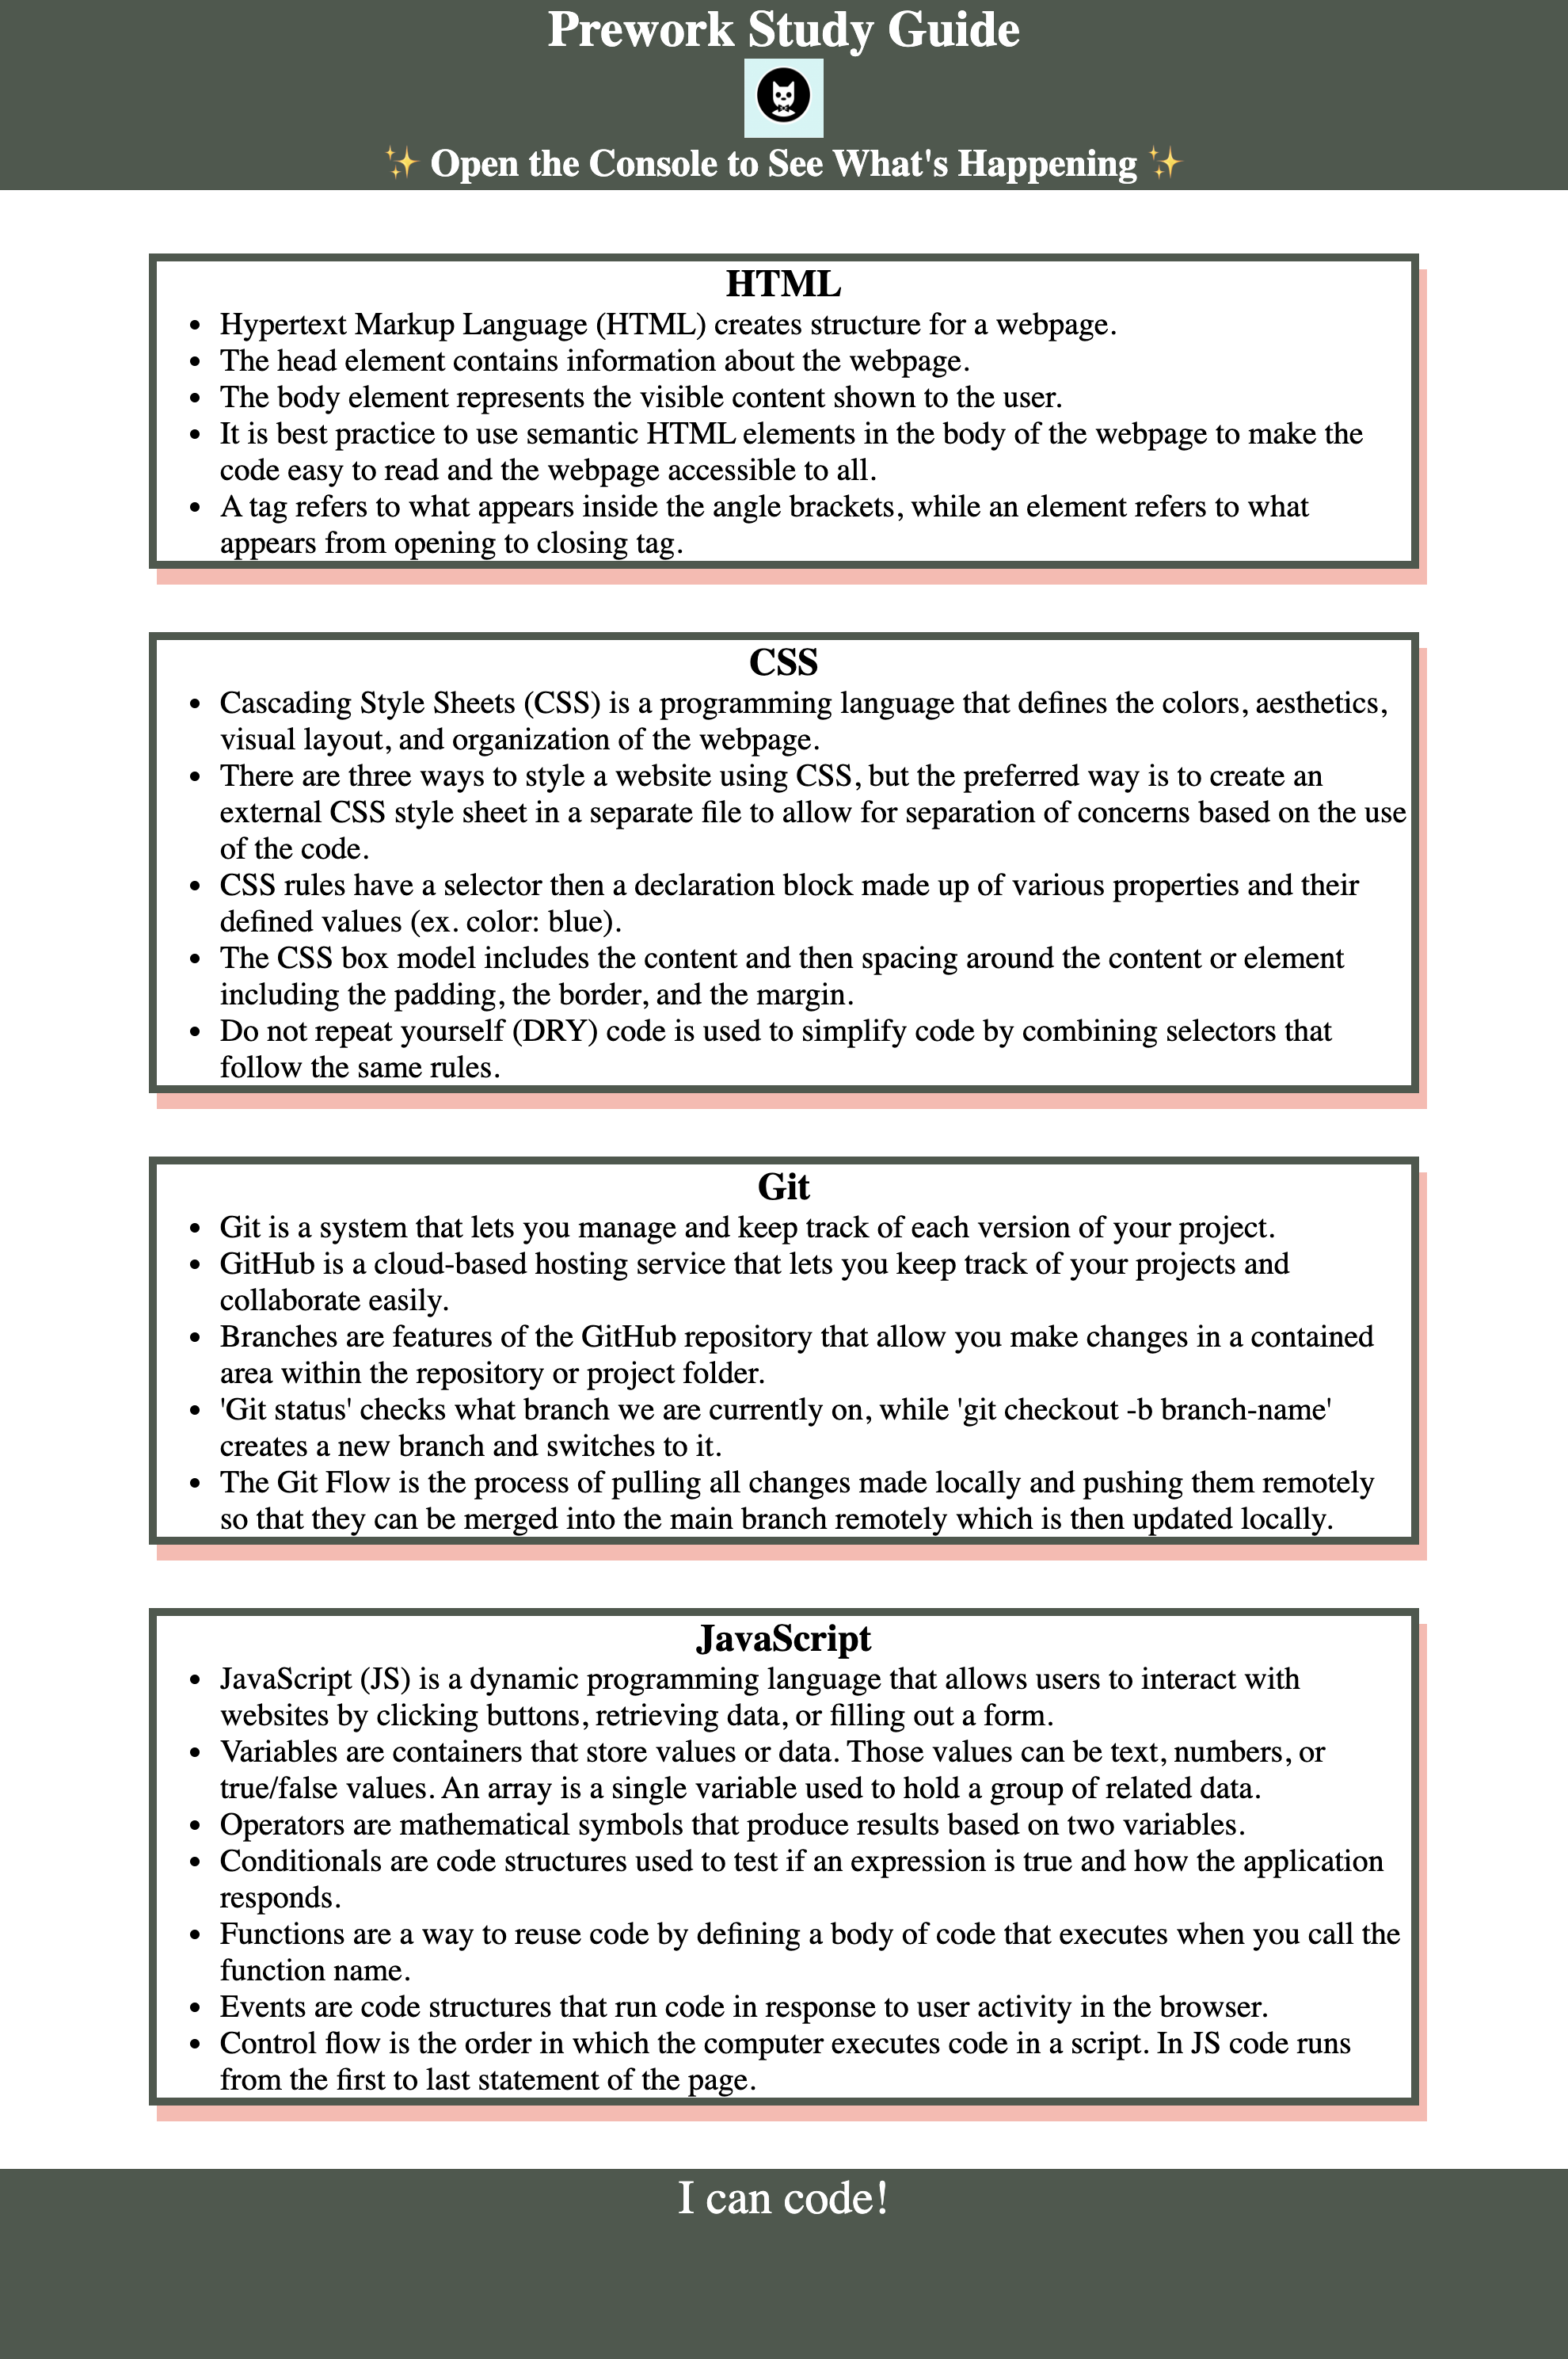 Prework Study Guide
✨ Open the Console to See What's Happening ✨
HTML
• Hypertext Markup Language (HTML) creates structure for a webpage.
• The head element contains information about the webpage.
• The body element represents the visible content shown to the user.
• It is best practice to use semantic HTML elements in the body of the webpage to make the
code easy to read and the webpage accessible to all.
• A tag refers to what appears inside the angle brackets, while an element refers to what
appears from opening to closing tag.
CSS
• Cascading Style Sheets (CSS) is a programming language that defines the colors, aesthetics,
visual layout, and organization of the webpage.
• There are three ways to style a website using CSS, but the preferred way is to create an
external CSS style sheet in a separate file to allow for separation of concerns based on the use
of the code.
• CSS rules have a selector then a declaration block made up of various properties and their
defined values (ex. color: blue).
• The CSS box model includes the content and then spacing around the content or element
including the padding, the border, and the margin.
• Do not repeat yourself (DRY) code is used to simplify code by combining selectors that
follow the same rules.
Git
• Git is a system that lets you manage and keep track of each version of your project.
• GitHub is a cloud-based hosting service that lets you keep track of your projects and
collaborate easily.
• Branches are features of the GitHub repository that allow you make changes in a contained
area within the repository or project folder.
• 'Git status' checks what branch we are currently on, while 'git checkout -b branch-name'
creates a new branch and switches to it.
• The Git Flow is the process of pulling all changes made locally and pushing them remotely
so that they can be merged into the main branch remotely which is then updated locally.
JavaScript
• JavaScript (JS) is a dynamic programming language that allows users to interact with
websites by clicking buttons, retrieving data, or filling out a form.
• Variables are containers that store values or data. Those values can be text, numbers, or
true/false values. An array is a single variable used to hold a group of related data.
• Operators are mathematical symbols that produce results based on two variables.
• Conditionals are code structures used to test if an expression is true and how the application
responds.
• Functions are a way to reuse code by defining a body of code that executes when you call the
function name.
• Events are code structures that run code in response to user activity in the browser.
• Control flow is the order in which the computer executes code in a script. In JS code runs
from the first to last statement of the page.
I can code!